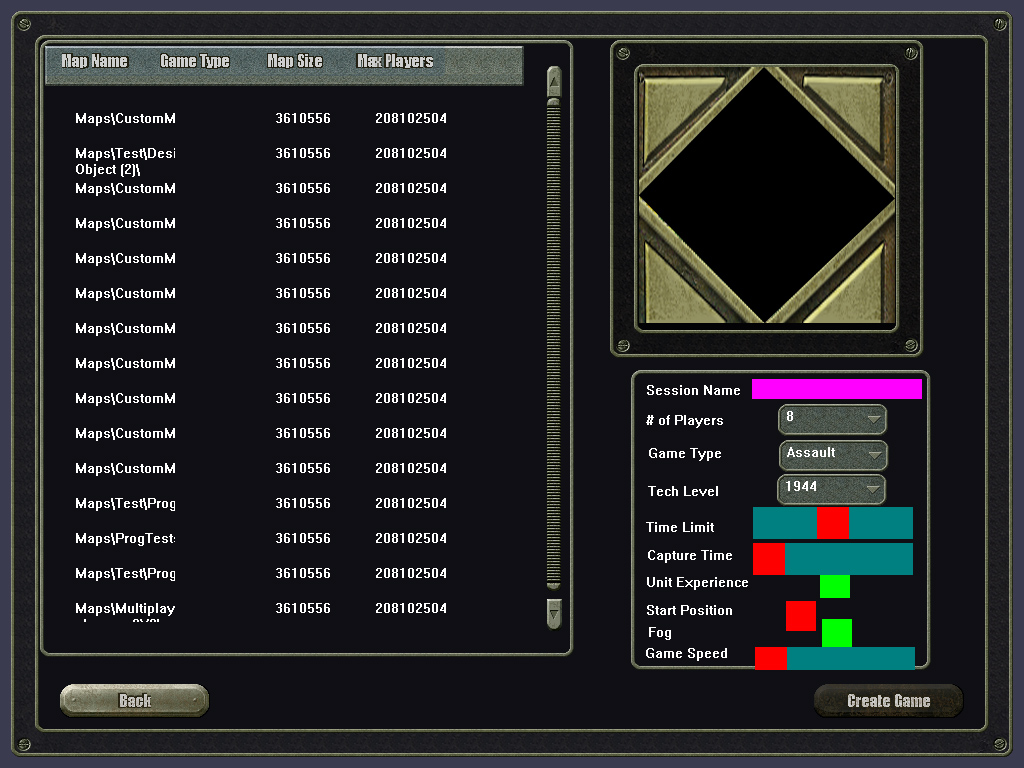 Map Name Game Type Map Size Max Players
Maps\CustomM 3610556 208102504
Maps\Test\Desi 3610556 208102504
Object (2)\
Maps\CustomM 3610556 208102504
Maps\CustomM 3610556 208102504
Maps\CustomM 3610556 208102504
Maps\CustomM 3610556 208102504
Maps\CustomM 3610556 208102504
Maps\CustomM 3610556 208102504
Maps\CustomM 3610556 208102504
Maps\CustomM 3610556 208102504
Maps\CustomM 3610556 208102504
Maps\Test\Prog 3610556 208102504
Maps\ProgTests 3610556 208102504
Maps\Test\Prog 3610556 208102504
Maps\Multiplay 3610556 208102504
Session Name
# of Players 8
Game Type Assault
Tech Level 1944
Time Limit
Capture Time
Unit Experience
Start Position
Fog
Game Speed
Back
Create Game